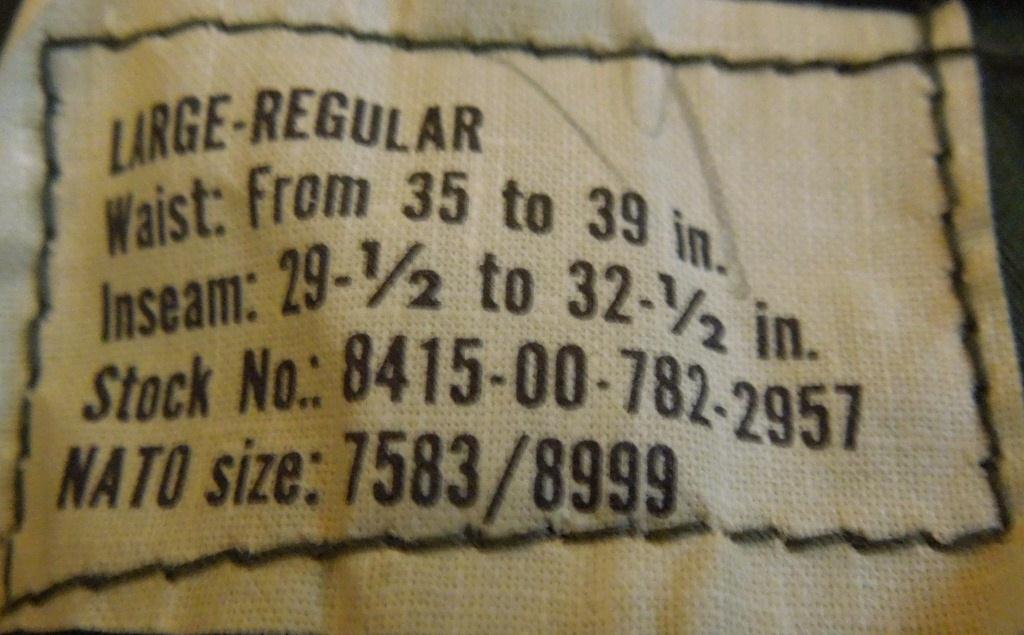 LARGE-REGULAR
Waist: From 35 to 39 in.
Inseam: 29-½ to 32-½ in.
Stock No.: 8415-00-782-2957
NATO size: 7583/8999